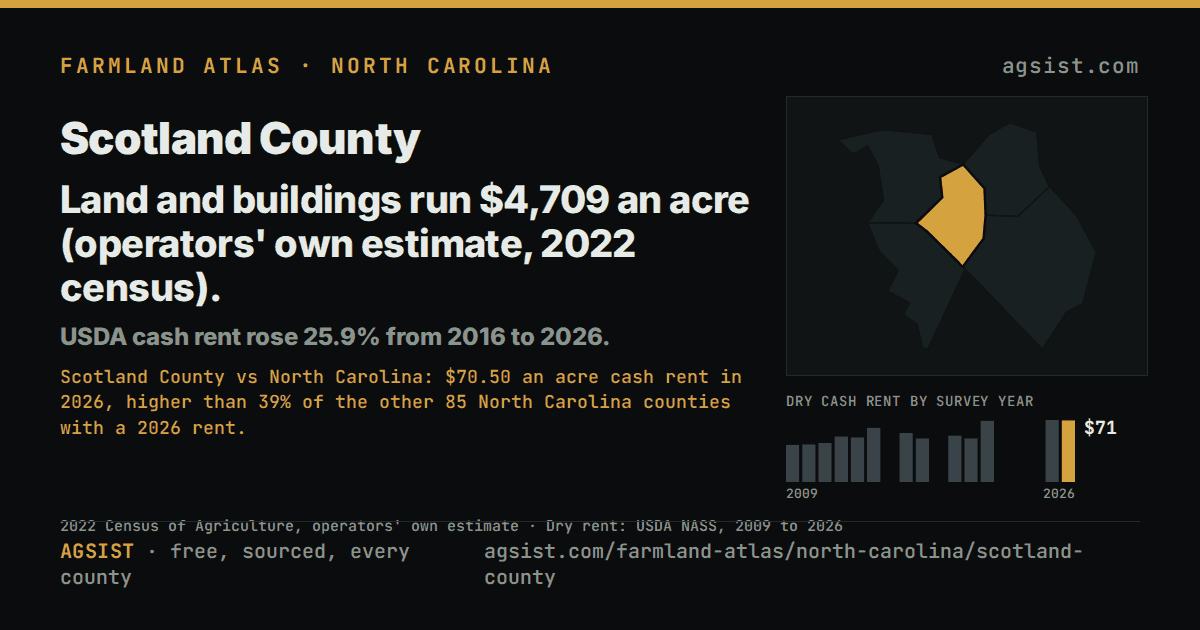 FARMLAND ATLAS · NORTH CAROLINA
agsist.com
Scotland County
Land and buildings run $4,709 an acre
(operators' own estimate, 2022
census).
USDA cash rent rose 25.9% from 2016 to 2026.
Scotland County vs North Carolina: $70.50 an acre cash rent in
2026, higher than 39% of the other 85 North Carolina counties
with a 2026 rent.
DRY CASH RENT BY SURVEY YEAR
$71
2009
2026
2022 Census of Agriculture, operators' own estimate · Dry rent: USDA NASS, 2009 to 2026
AGSIST · free, sourced, every
county
agsist.com/farmland-atlas/north-carolina/scotland-
county